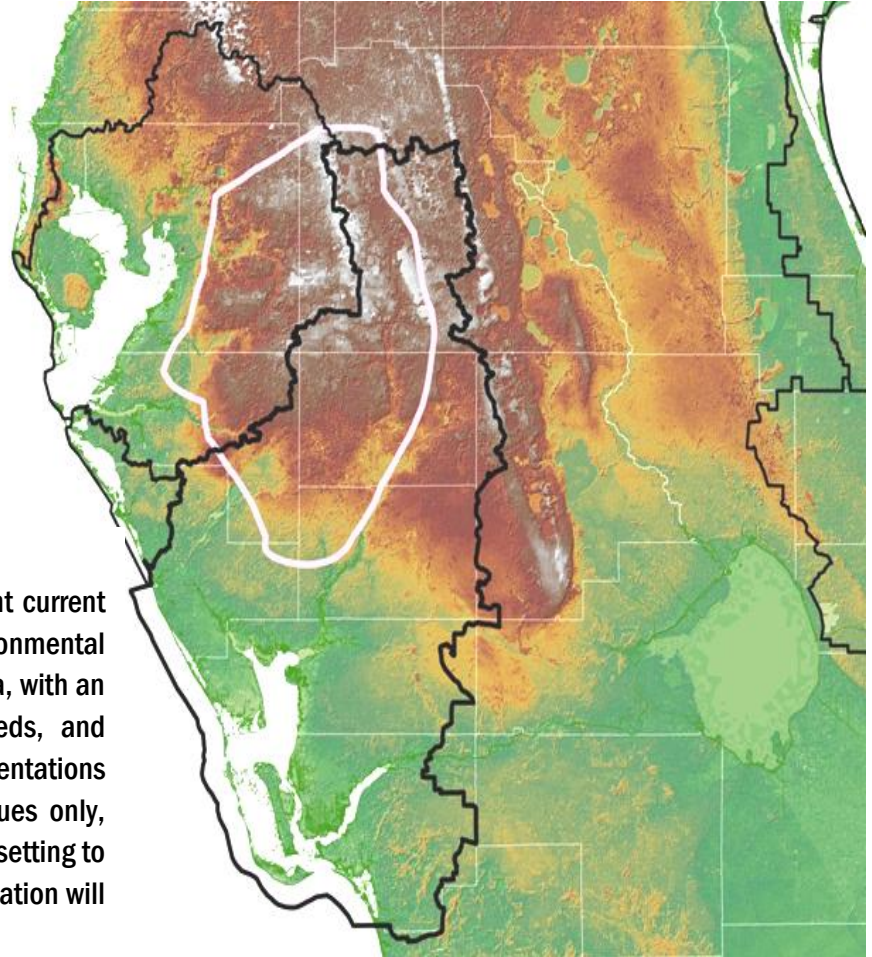 nt current
onmental
a, with an
eds, and
entations
ues only,
setting to
ation will